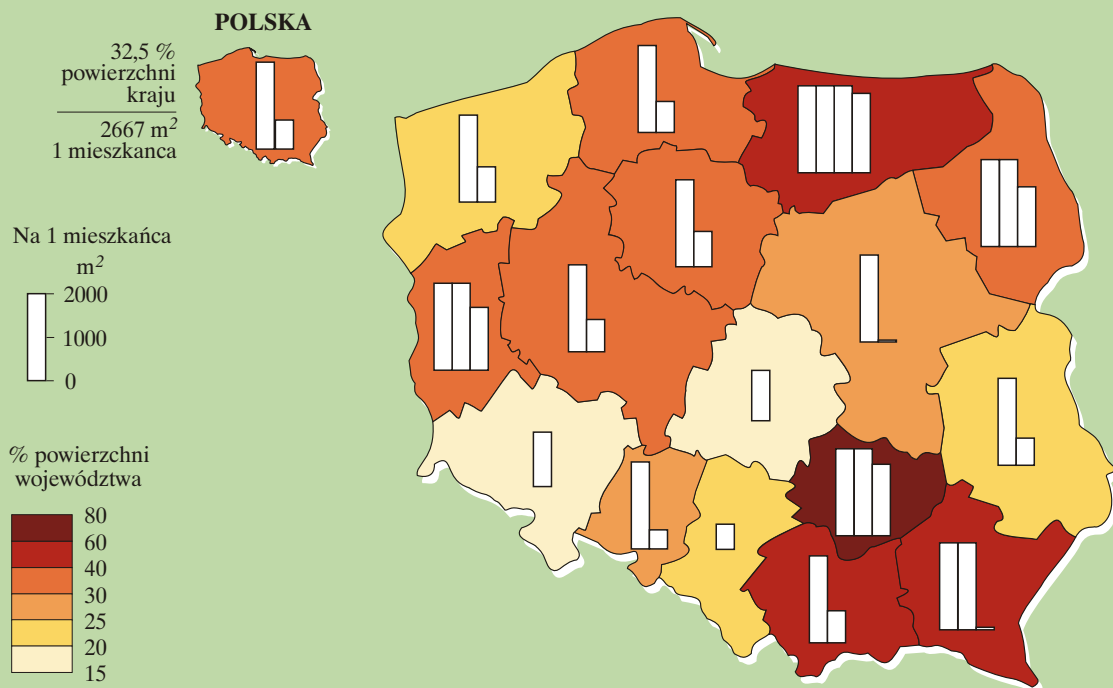 POLSKA
32,5 %
powierzchni
kraju
2667 m²
1 mieszkanca
Na 1 mieszkańca
m²
2000
1000
0
% powierzchni
województwa
80
60
40
30
25
20
15